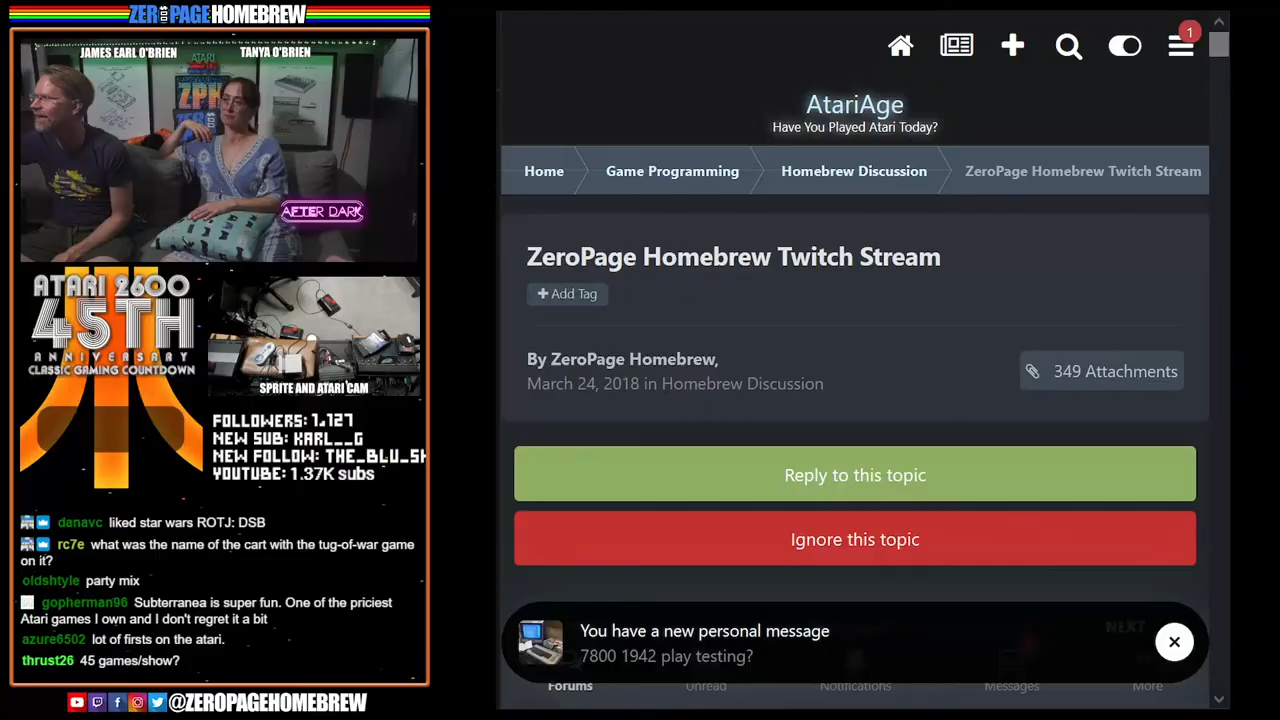 ZEROPAGE HOMEBREW
JAMES EARL O'BRIEN
TANYA O'BRIEN
ATARI
ZPH
AFTER DARK
ATARI 2600
45TH
ANNIVERSARY
CLASSIC GAMING COUNTDOWN
SPRITE AND ATARI CAM
FOLLOWERS: 1,127
NEW SUB: KARL__G
NEW FOLLOW: THE_BLU_SH
YOUTUBE: 1.37K subs
danavc liked star wars ROTJ: DSB
rc7e what was the name of the cart with the tug-of-war game
on it?
oldshtyle party mix
gopherman96 Subterranea is super fun. One of the priciest
Atari games I own and I don't regret it a bit
azure6502 lot of firsts on the atari.
thrust26 45 games/show?
@ZEROPAGEHOMEBREW
1
AtariAge
Have You Played Atari Today?
Home
Game Programming
Homebrew Discussion
ZeroPage Homebrew Twitch Stream
ZeroPage Homebrew Twitch Stream
+ Add Tag
By ZeroPage Homebrew,
March 24, 2018 in Homebrew Discussion
349 Attachments
Reply to this topic
Ignore this topic
NEXT
You have a new personal message
7800 1942 play testing?
Forums
Unread
Notifications
Messages
More